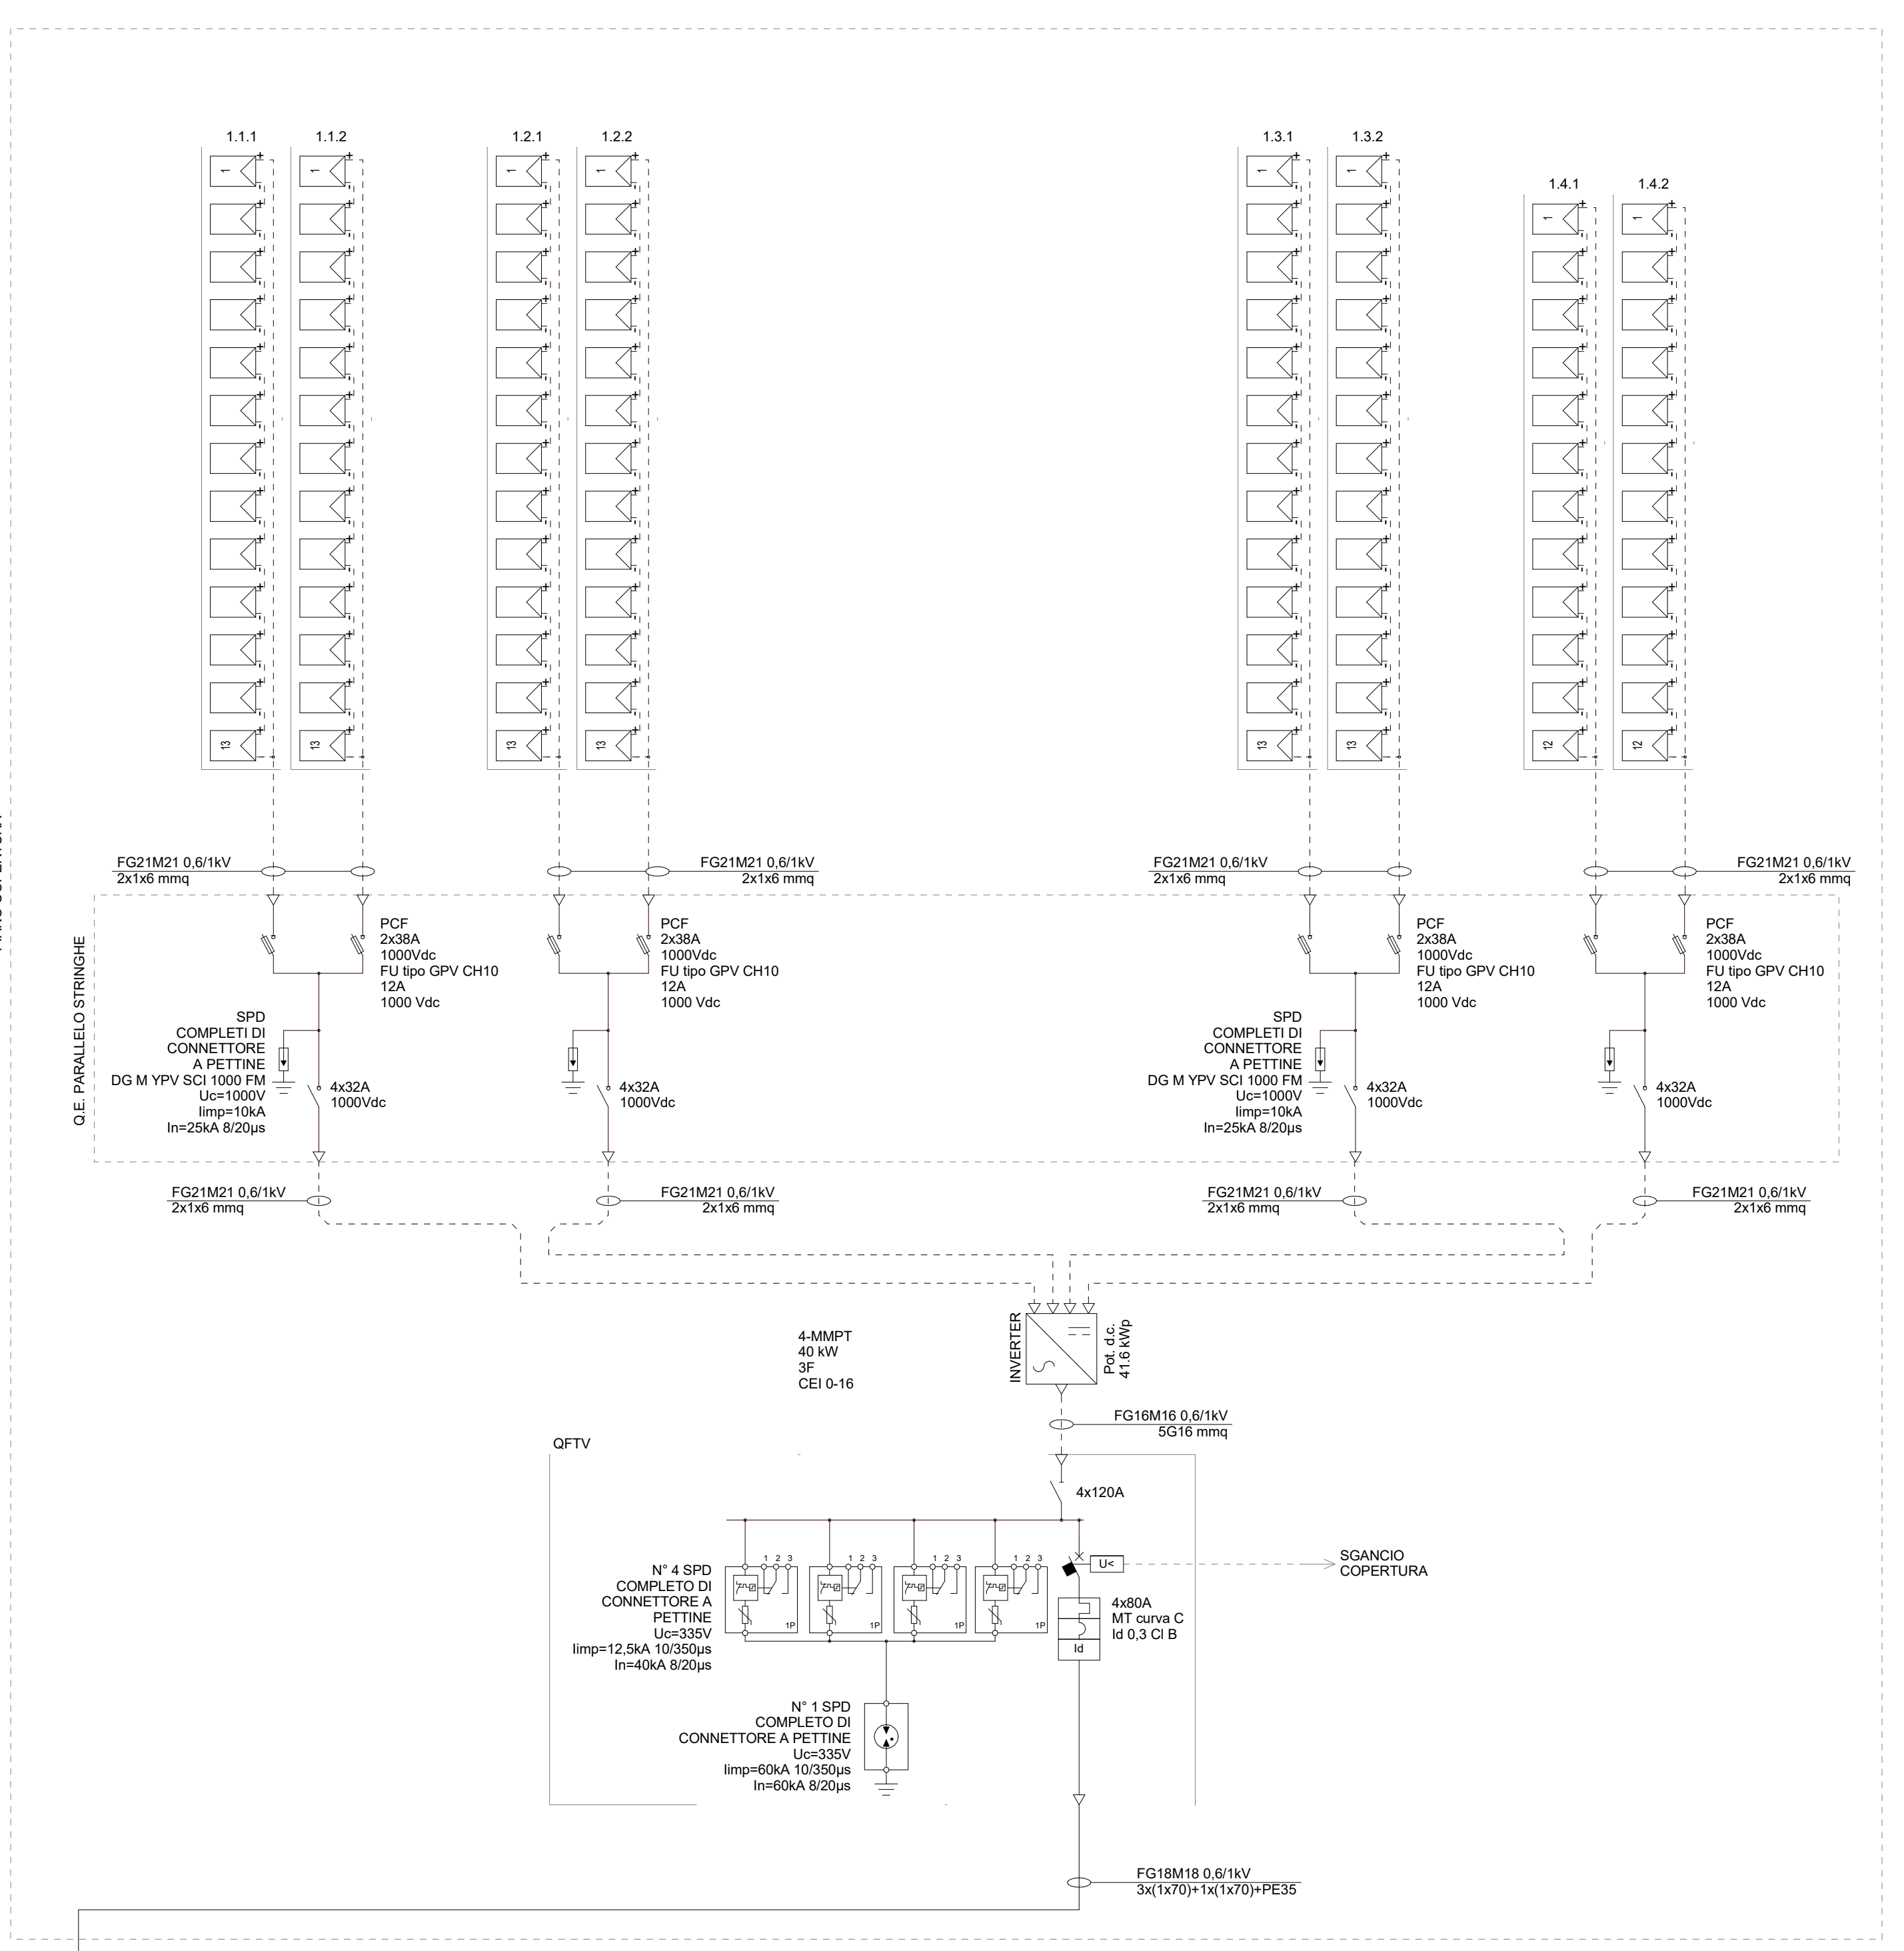 1.1.1
1.1.2
1.2.1
1.2.2
1.3.1
1.3.2
1.4.1
1.4.2
1
1
1
1
1
1
1
1
13
13
13
13
13
13
12
12
FG21M21 0,6/1kV
2x1x6 mmq
FG21M21 0,6/1kV
2x1x6 mmq
FG21M21 0,6/1kV
2x1x6 mmq
FG21M21 0,6/1kV
2x1x6 mmq
Q.E. PARALLELO STRINGHE
PCF
2x38A
1000Vdc
FU tipo GPV CH10
12A
1000 Vdc
PCF
2x38A
1000Vdc
FU tipo GPV CH10
12A
1000 Vdc
PCF
2x38A
1000Vdc
FU tipo GPV CH10
12A
1000 Vdc
PCF
2x38A
1000Vdc
FU tipo GPV CH10
12A
1000 Vdc
SPD
COMPLETI DI
CONNETTORE
A PETTINE
DG M YPV SCI 1000 FM
Uc=1000V
Iimp=10kA
In=25kA 8/20µs
4x32A
1000Vdc
4x32A
1000Vdc
SPD
COMPLETI DI
CONNETTORE
A PETTINE
DG M YPV SCI 1000 FM
Uc=1000V
Iimp=10kA
In=25kA 8/20µs
4x32A
1000Vdc
4x32A
1000Vdc
FG21M21 0,6/1kV
2x1x6 mmq
FG21M21 0,6/1kV
2x1x6 mmq
FG21M21 0,6/1kV
2x1x6 mmq
FG21M21 0,6/1kV
2x1x6 mmq
4-MMPT
40 kW
3F
CEI 0-16
INVERTER
Pot. d.c.
41.6 kWp
FG16M16 0,6/1kV
5G16 mmq
QFTV
4x120A
1 2 3
1 2 3
1 2 3
1 2 3
1P
1P
1P
1P
N° 4 SPD
COMPLETO DI
CONNETTORE A
PETTINE
Uc=335V
Iimp=12,5kA 10/350µs
In=40kA 8/20µs
U<
SGANCIO
COPERTURA
4x80A
MT curva C
Id 0,3 Cl B
Id
N° 1 SPD
COMPLETO DI
CONNETTORE A PETTINE
Uc=335V
Iimp=60kA 10/350µs
In=60kA 8/20µs
FG18M18 0,6/1kV
3x(1x70)+1x(1x70)+PE35